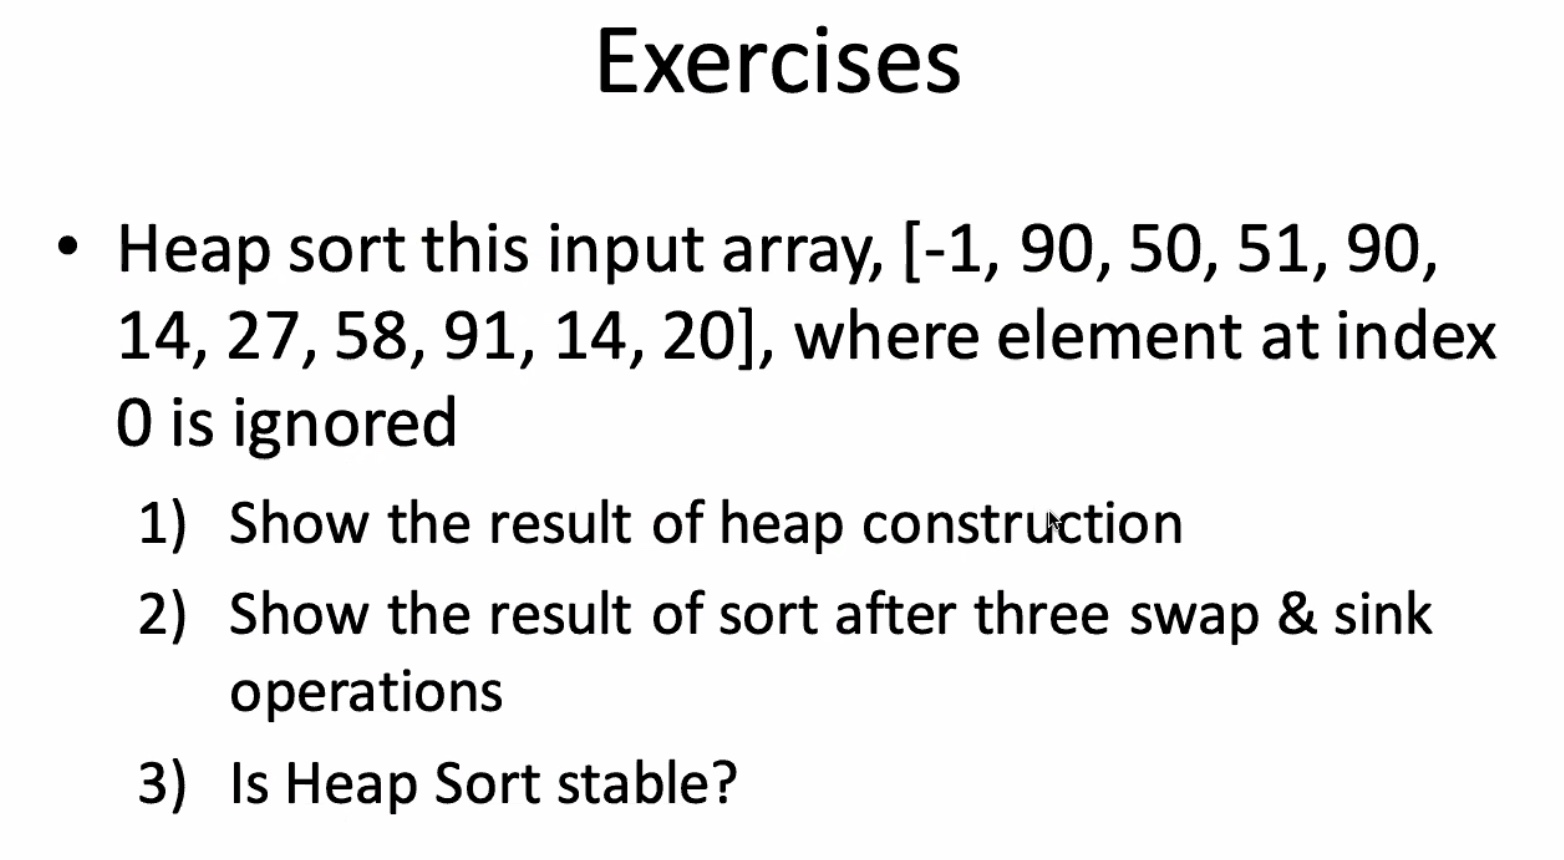 Exercises
• Heap sort this input array, [-1, 90, 50, 51, 90,
14, 27, 58, 91, 14, 20], where element at index
0 is ignored
1) Show the result of heap construction
2) Show the result of sort after three swap & sink
operations
3) Is Heap Sort stable?